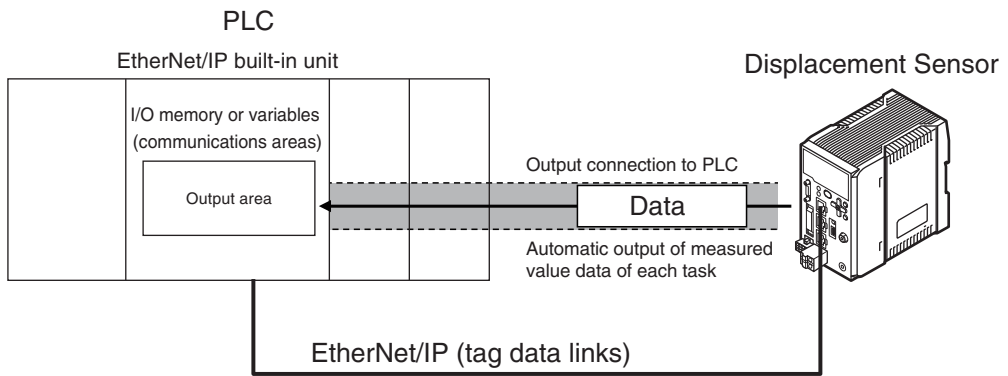 PLC
EtherNet/IP built-in unit
Displacement Sensor
I/O memory or variables
(communications areas)
Output area
Output connection to PLC
Data
Automatic output of measured
value data of each task
EtherNet/IP (tag data links)